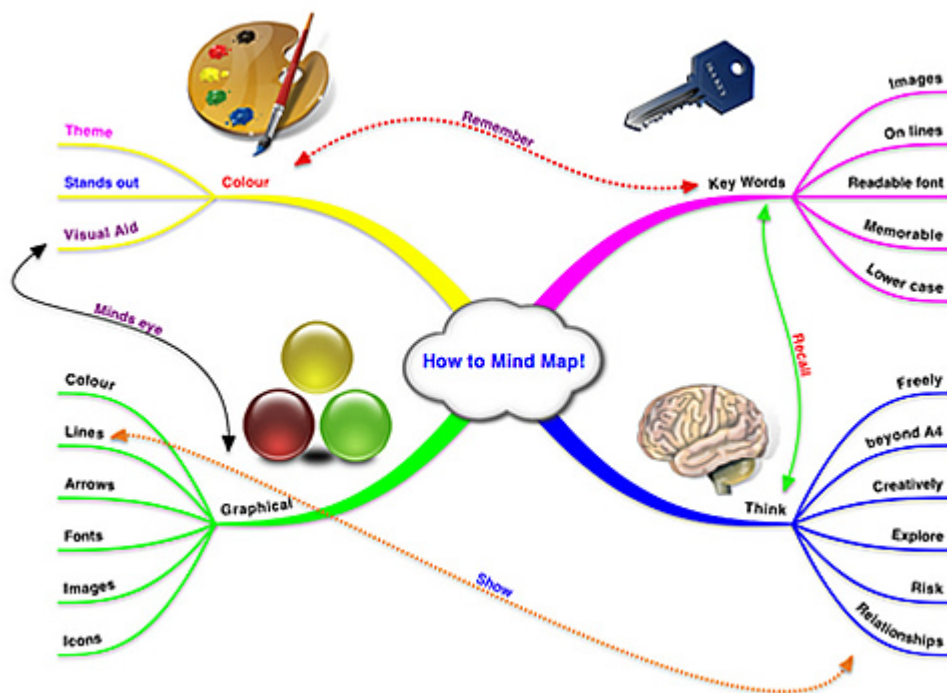 How to Mind Map!
Colour
Theme
Stands out
Visual Aid
Remember
Key Words
Images
On lines
Readable font
Memorable
Lower case
Minds eye
Recall
Graphical
Colour
Lines
Arrows
Fonts
Images
Icons
Show
Think
Freely
beyond A4
Creatively
Explore
Risk
Relationships